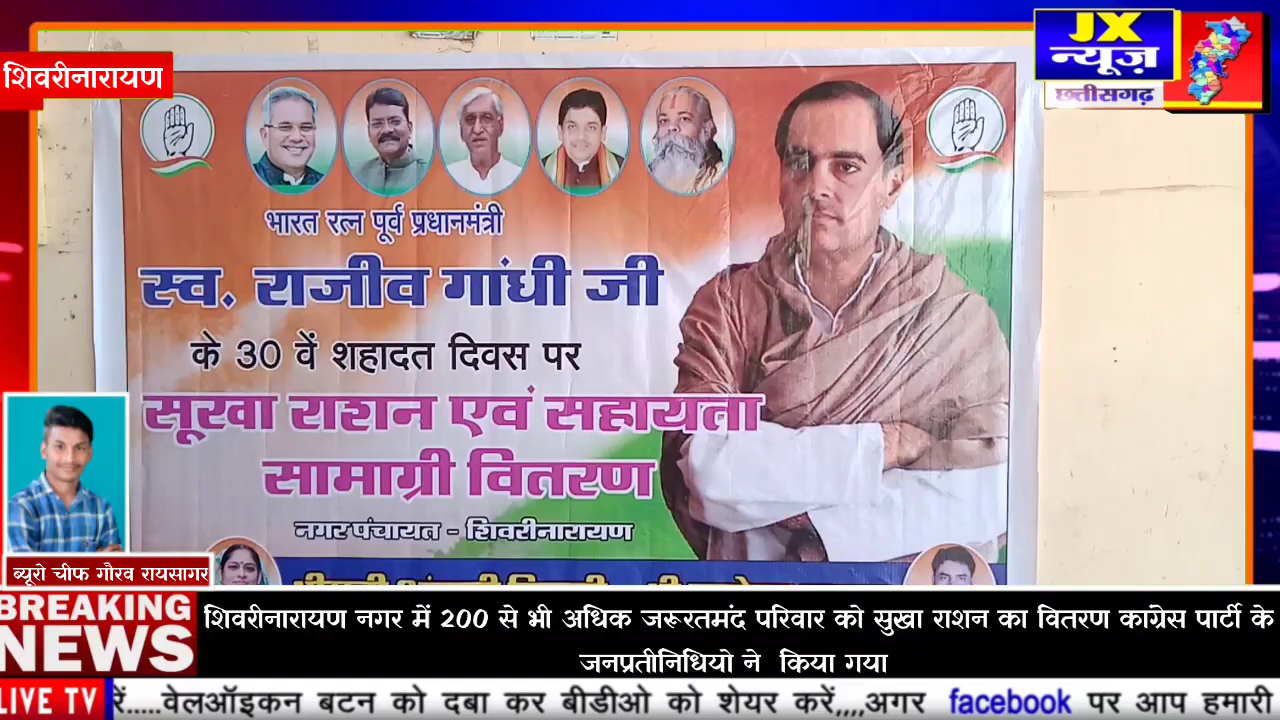 JX
न्यूज़
छत्तीसगढ़
शिवरीनारायण
भारत रत्न पूर्व प्रधानमंत्री
स्व. राजीव गांधी जी
के 30 वें शहादत दिवस पर
सूखा राशन एवं सहायता
सामाग्री वितरण
नगर पंचायत - शिवरीनारायण
ब्यूरो चीफ गौरव रायसागर
BREAKING
NEWS
शिवरीनारायण नगर में 200 से भी अधिक जरूरतमंद परिवार को सुखा राशन का वितरण कांग्रेस पार्टी के
जनप्रतीनिधियो ने किया गया
LIVE TV
रें.....वेलऑइकन बटन को दबा कर बीडीओ को शेयर करें,,,,अगर facebook पर आप हमारी